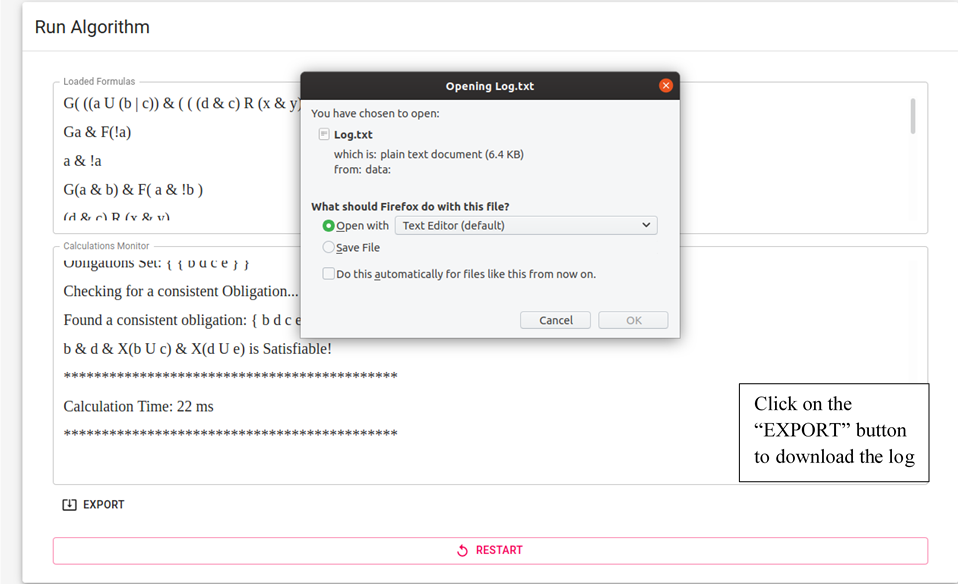 Run Algorithm
Loaded Formulas
G( ((a U (b | c)) & ( ( ( (d & c) R (x & y)
Ga & F(!a)
a & !a
G(a & b) & F( a & !b )
(d & c) R (x & y)
Opening Log.txt
You have chosen to open:
Log.txt
which is: plain text document (6.4 KB)
from: data:
What should Firefox do with this file?
Open with Text Editor (default)
Save File
Do this automatically for files like this from now on.
Cancel OK
Calculations Monitor
Obligations Set: { { b d c e } }
Checking for a consistent Obligation...
Found a consistent obligation: { b d c e
b & d & X(b U c) & X(d U e) is Satisfiable!
********************************************
Calculation Time: 22 ms
********************************************
Click on the
“EXPORT” button
to download the log
EXPORT
RESTART